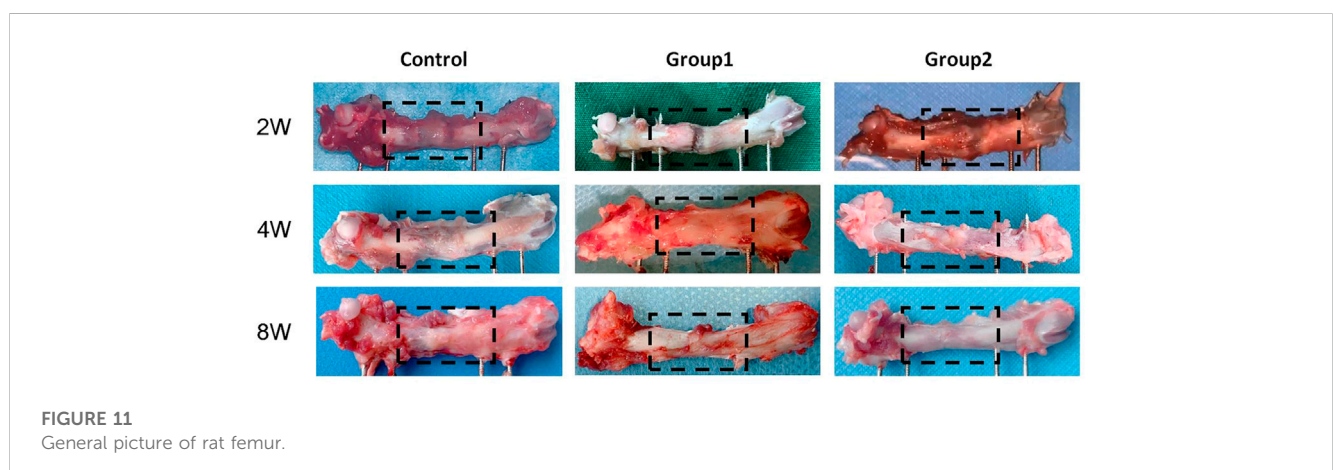 Control Group1 Group2
2W
4W
8W
FIGURE 11
General picture of rat femur.